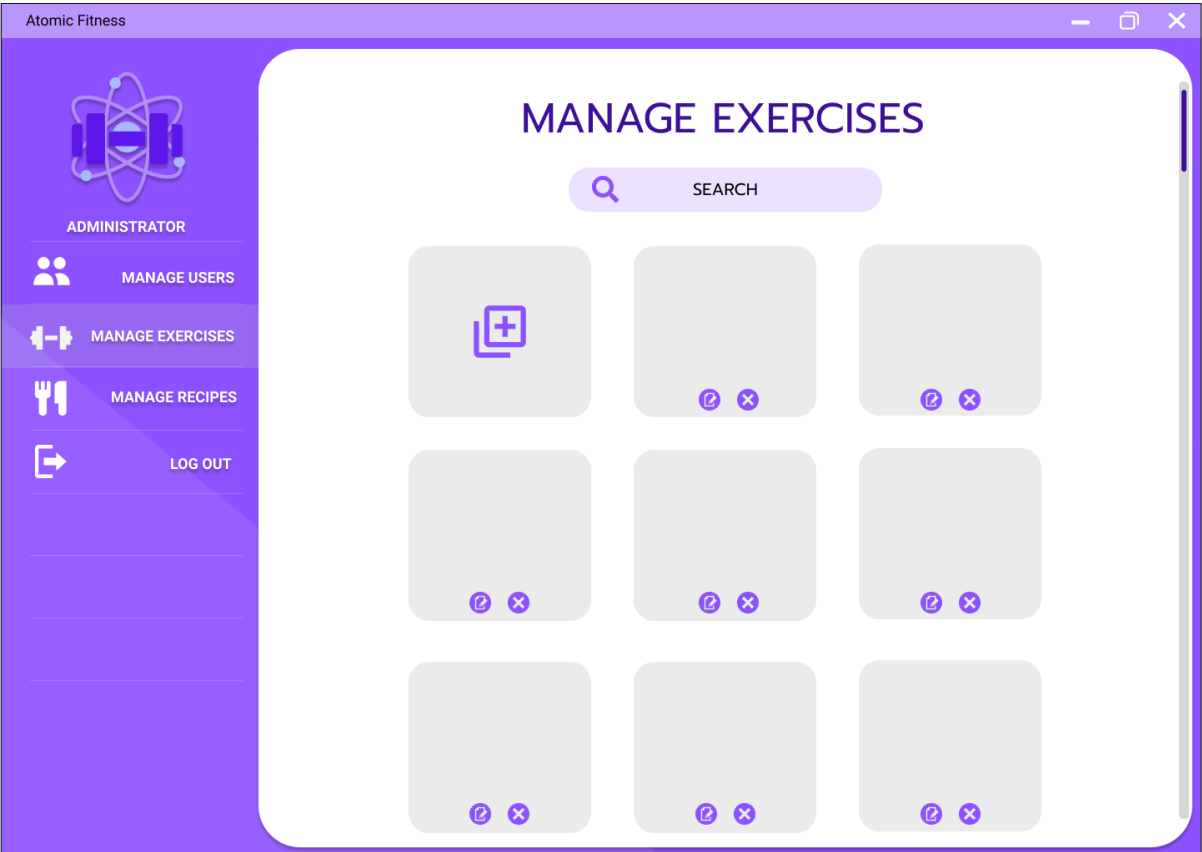 Atomic Fitness
ADMINISTRATOR
MANAGE USERS
MANAGE EXERCISES
MANAGE RECIPES
LOG OUT
MANAGE EXERCISES
SEARCH